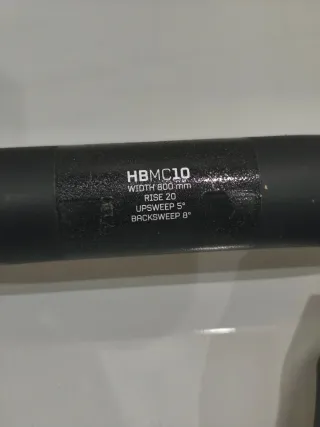 HBMC10
WIDTH 800 mm
RISE 20
UPSWEEP 5°
BACKSWEEP 8°